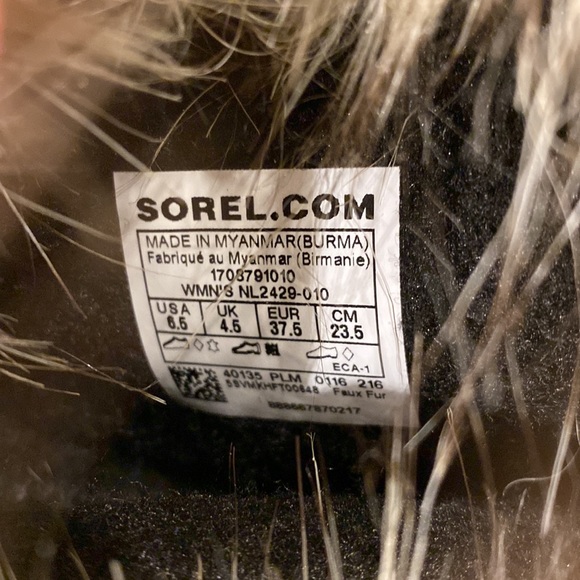 SOREL.COM
MADE IN MYANMAR(BURMA)
Fabriqué au Myanmar (Birmanie)
1703791010
WMN'S NL2429-010
USA UK EUR CM
6.5 4.5 37.5 23.5
ECA-1
40135 PLM 0116 216
Faux Fur